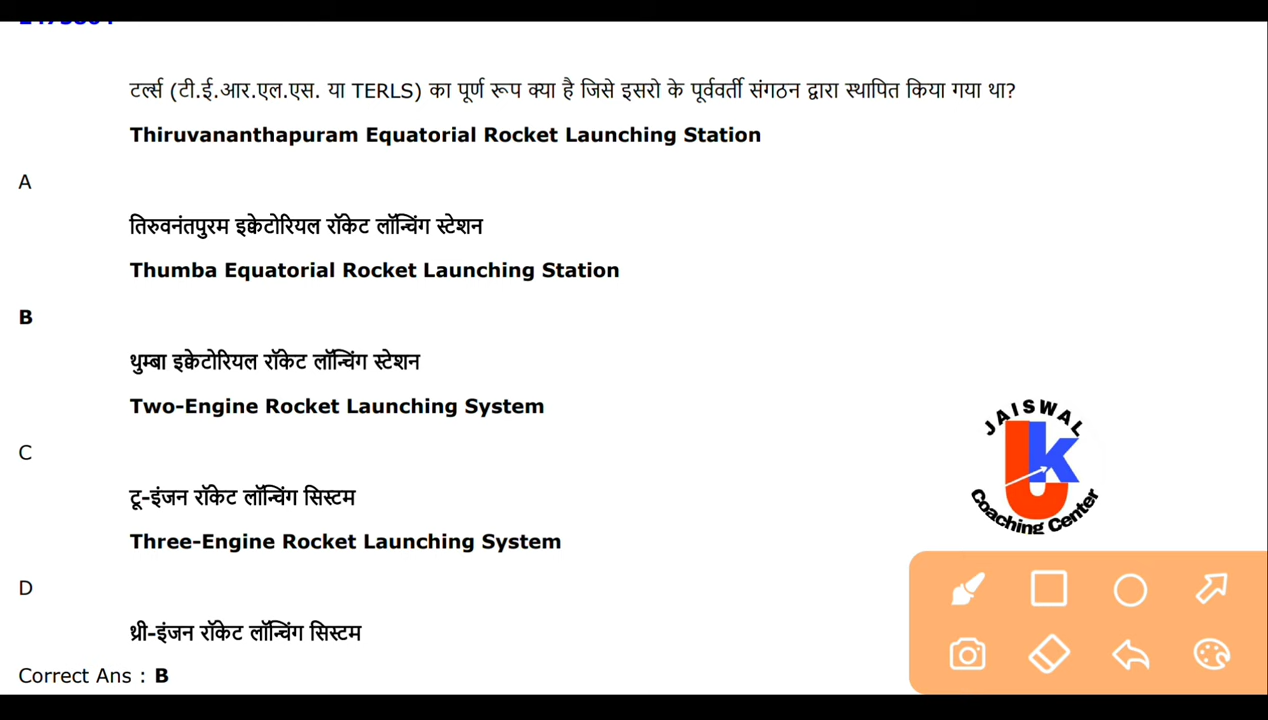 टर्ल्स (टी.ई.आर.एल.एस. या TERLS) का पूर्ण रूप क्या है जिसे इसरो के पूर्ववर्ती संगठन द्वारा स्थापित किया गया था?
Thiruvananthapuram Equatorial Rocket Launching Station
A
तिरुवनंतपुरम इक्वेटोरियल रॉकेट लॉन्चिंग स्टेशन
Thumba Equatorial Rocket Launching Station
B
थुम्बा इक्वेटोरियल रॉकेट लॉन्चिंग स्टेशन
Two-Engine Rocket Launching System
C
टू-इंजन रॉकेट लॉन्चिंग सिस्टम
Three-Engine Rocket Launching System
D
थ्री-इंजन रॉकेट लॉन्चिंग सिस्टम
Correct Ans : B
JAISWAL
JK
Coaching Center